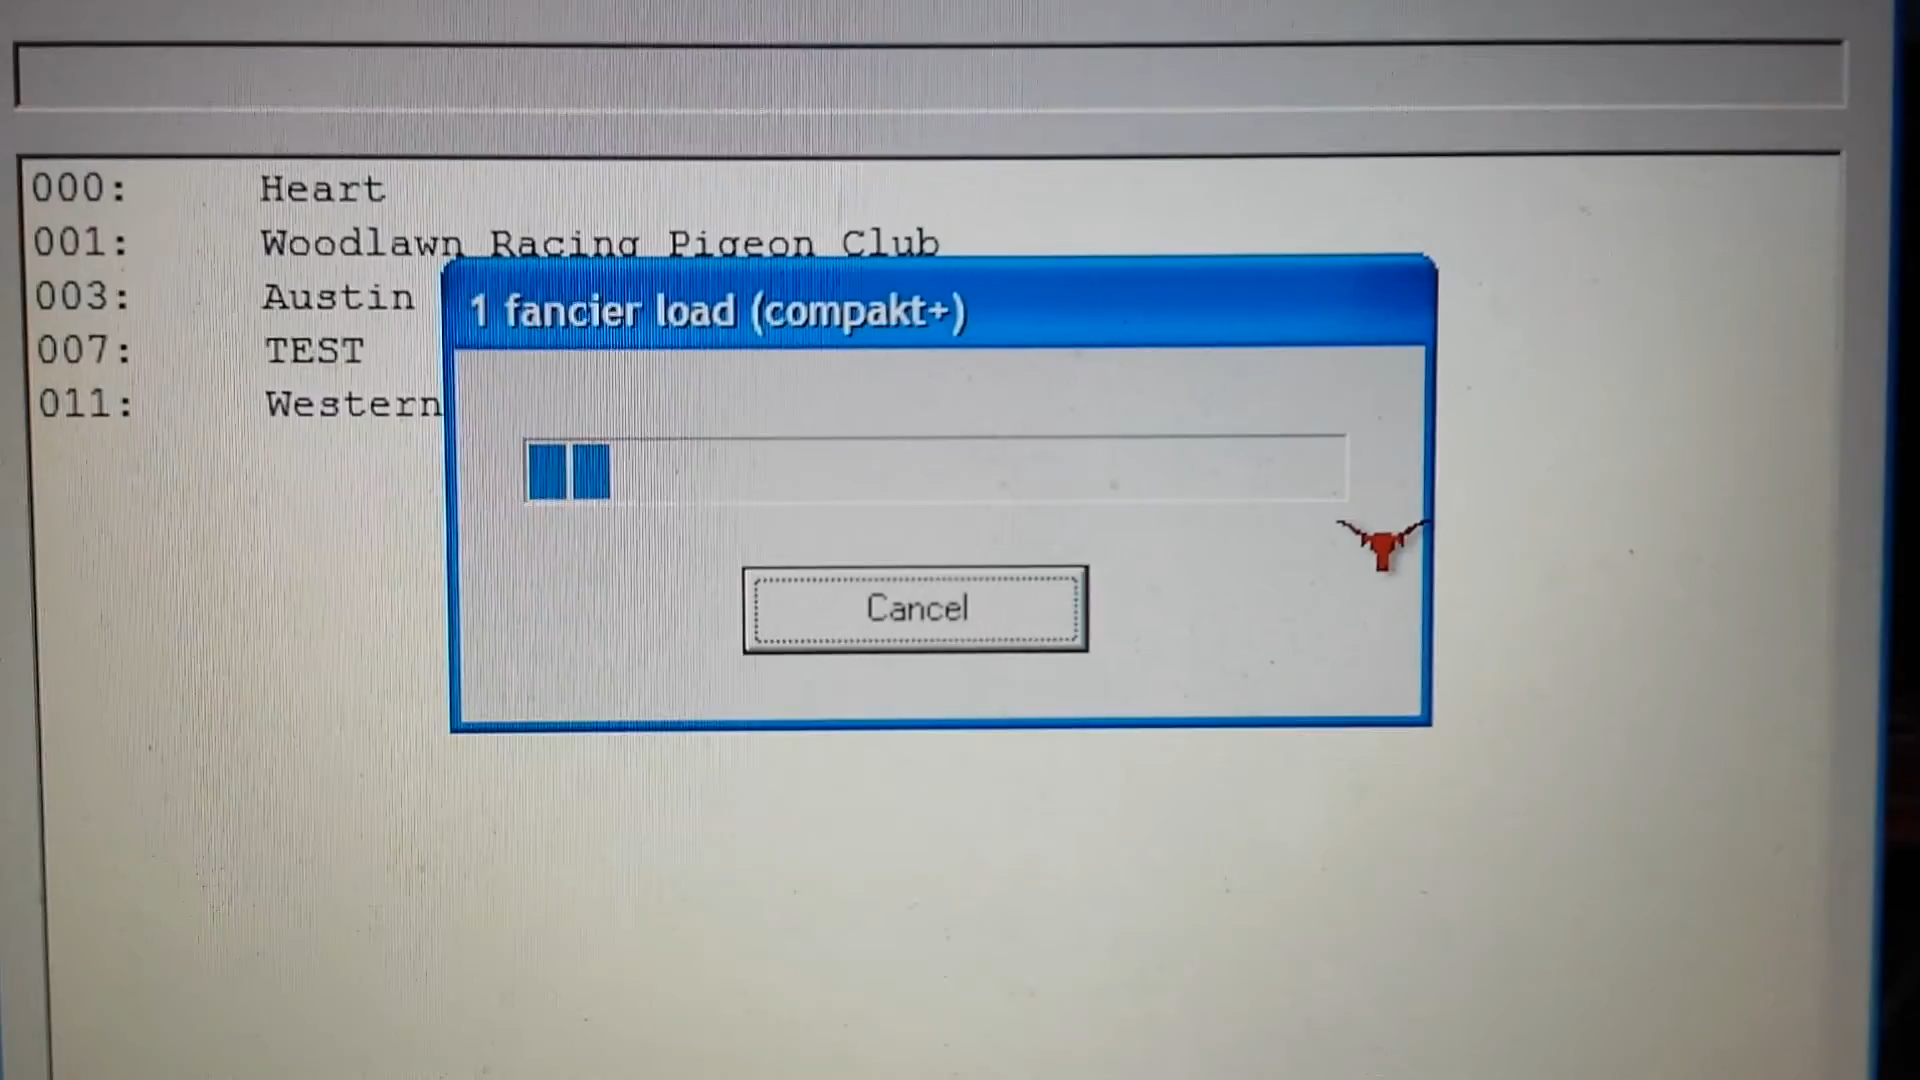 000: Heart
001: Woodlawn Racing Pigeon Club
003: Austin
007: TEST
011: Western
1 fancier load (compakt+)
Cancel